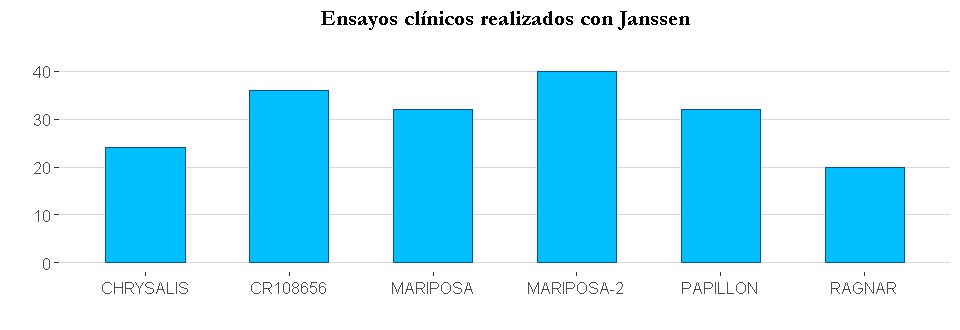 Ensayos clínicos realizados con Janssen
40
30
20
10
0
CHRYSALIS CR108656 MARIPOSA MARIPOSA-2 PAPILLON RAGNAR